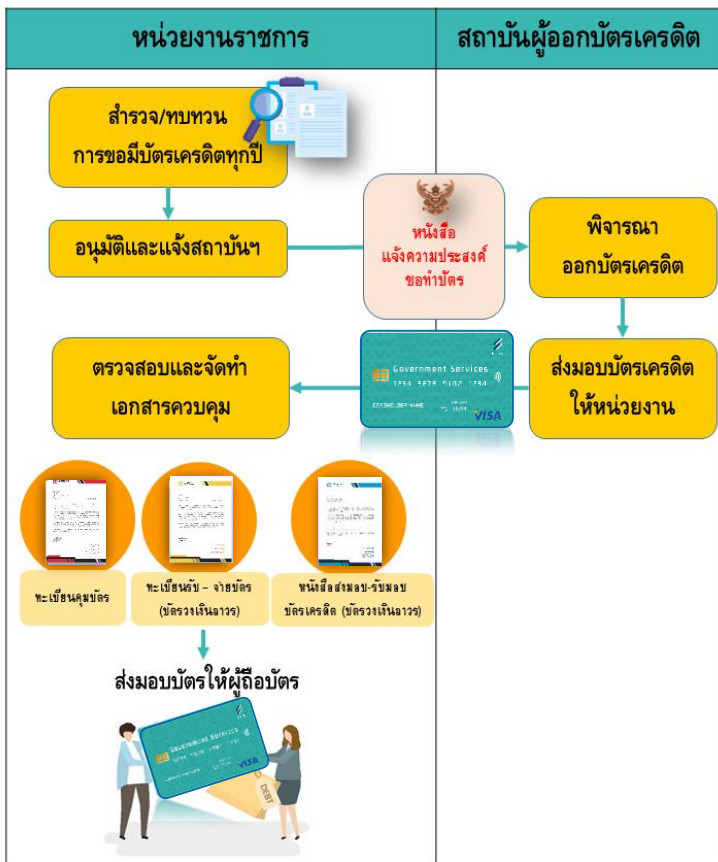 หน่วยงานราชการ
สถาบันผู้ออกบัตรเครดิต
สำรวจ/ทบทวน
การขอมีบัตรเครดิตทุกปี
อนุมัติและแจ้งสถาบันฯ
หนังสือ
แจ้งความประสงค์
ขอทำบัตร
พิจารณา
ออกบัตรเครดิต
ส่งมอบบัตรเครดิต
ให้หน่วยงาน
Government Services
CARDHOLDER NAME
VISA
ตรวจสอบและจัดทำ
เอกสารควบคุม
ทะเบียนคุมบัตร
ทะเบียนรับ - จ่ายบัตร
(บัตรวงเงินถาวร)
หนังสือส่งมอบ-รับมอบ
บัตรเครดิต (บัตรวงเงินถาวร)
ส่งมอบบัตรให้ผู้ถือบัตร
Government Services
VISA
DEBT